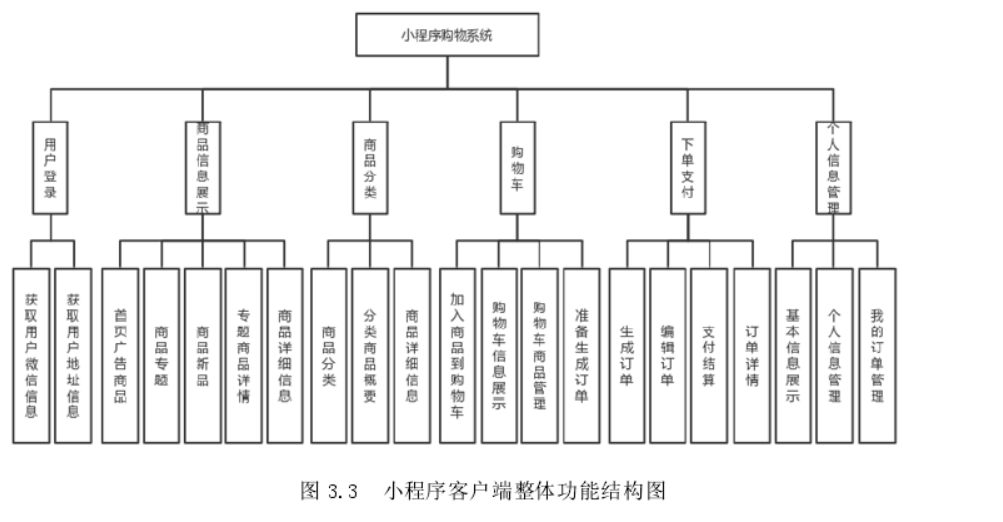 小程序购物系统
用户登录
商品信息展示
商品分类
购物车
下单支付
个人信息管理
获取用户微信信息
获取用户地址信息
首页广告商品
商品专题
商品新品
专题商品详情
商品详细信息
商品分类
分类商品概要
商品详细信息
加入商品到购物车
购物车信息展示
购物车商品管理
准备生成订单
生成订单
编辑订单
支付结算
订单详情
基本信息展示
个人信息管理
我的订单管理
图 3.3 小程序客户端整体功能结构图